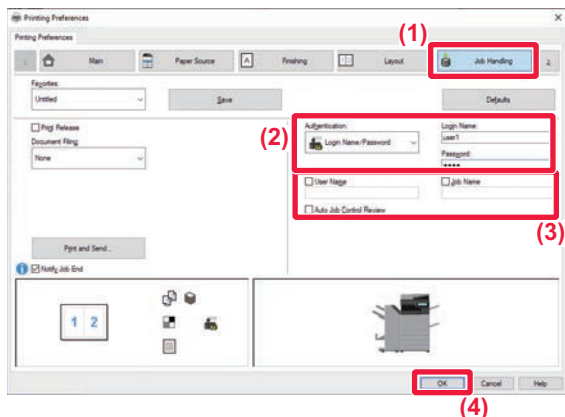 Printing Preferences
Printing Preferences
(1)
Main
Paper Source
A
Finishing
Layout
Job Handling
2
Favorites:
Untitled
Save
Defaults
Print Release
Document Filing:
None
(2)
Authentication:
Login Name/Password
Login Name:
user1
Password:
••••
User Name
Job Name
Auto Job Control Review
(3)
Print and Send...
Notify Job End
1 2
OK
Cancel
Help
(4)